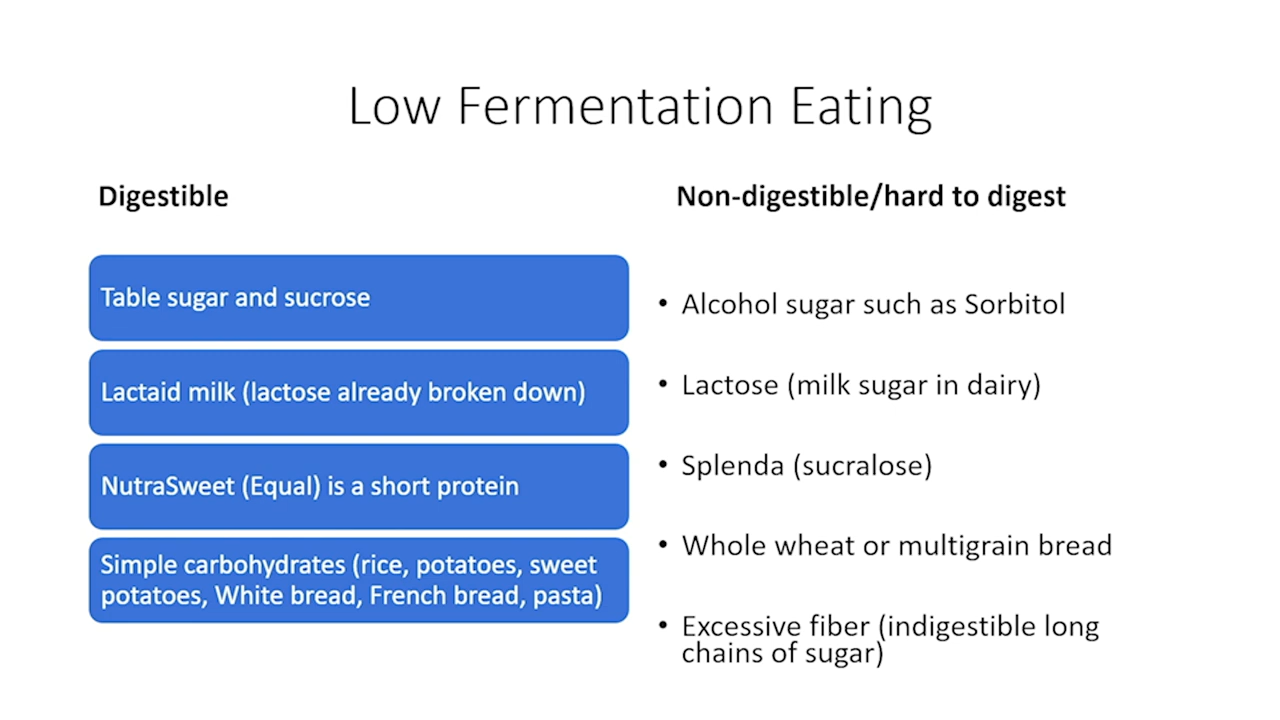 Low Fermentation Eating
Digestible
Table sugar and sucrose
Lactaid milk (lactose already broken down)
NutraSweet (Equal) is a short protein
Simple carbohydrates (rice, potatoes, sweet
potatoes, White bread, French bread, pasta)
Non-digestible/hard to digest
• Alcohol sugar such as Sorbitol
• Lactose (milk sugar in dairy)
• Splenda (sucralose)
• Whole wheat or multigrain bread
• Excessive fiber (indigestible long
chains of sugar)